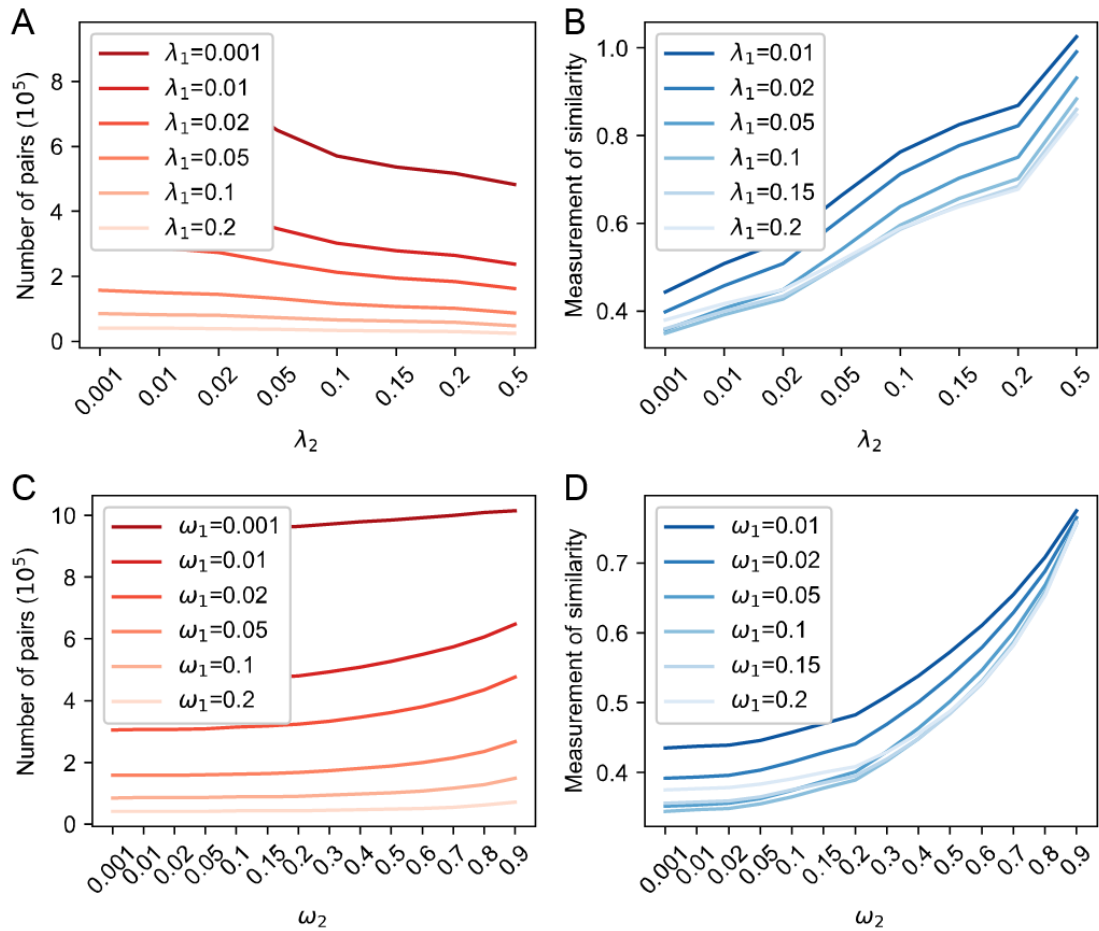 A
Number of pairs (10⁵)
8
6
4
2
0
λ₁=0.001
λ₁=0.01
λ₁=0.02
λ₁=0.05
λ₁=0.1
λ₁=0.2
0.001 0.01 0.02 0.05 0.1 0.15 0.2 0.5
λ₂
B
Measurement of similarity
1.0
0.8
0.6
0.4
λ₁=0.01
λ₁=0.02
λ₁=0.05
λ₁=0.1
λ₁=0.15
λ₁=0.2
0.001 0.01 0.02 0.05 0.1 0.15 0.2 0.5
λ₂
C
Number of pairs (10⁵)
10
8
6
4
2
0
ω₁=0.001
ω₁=0.01
ω₁=0.02
ω₁=0.05
ω₁=0.1
ω₁=0.2
0.001 0.01 0.02 0.05 0.1 0.15 0.2 0.3 0.4 0.5 0.6 0.7 0.8 0.9
ω₂
D
Measurement of similarity
0.7
0.6
0.5
0.4
ω₁=0.01
ω₁=0.02
ω₁=0.05
ω₁=0.1
ω₁=0.15
ω₁=0.2
0.001 0.01 0.02 0.05 0.1 0.15 0.2 0.3 0.4 0.5 0.6 0.7 0.8 0.9
ω₂